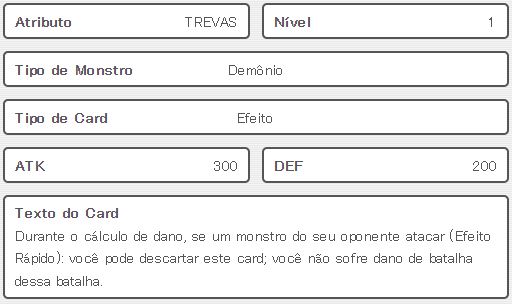 Atributo TREVAS Nível 1
Tipo de Monstro Demônio
Tipo de Card Efeito
ATK 300 DEF 200
Texto do Card
Durante o cálculo de dano, se um monstro do seu oponente atacar (Efeito
Rápido): você pode descartar este card; você não sofre dano de batalha
dessa batalha.